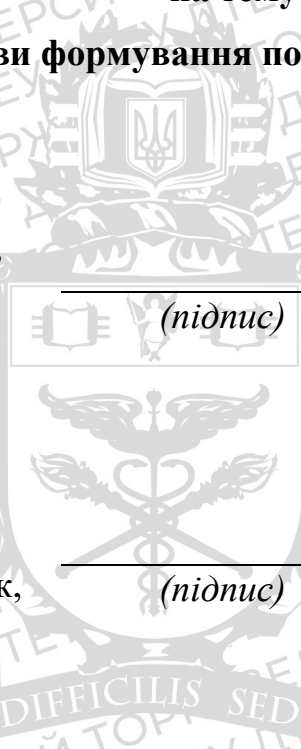 на тему
ви формування по
(підпис)
к,
(підпис)
DIFFICILIS SED